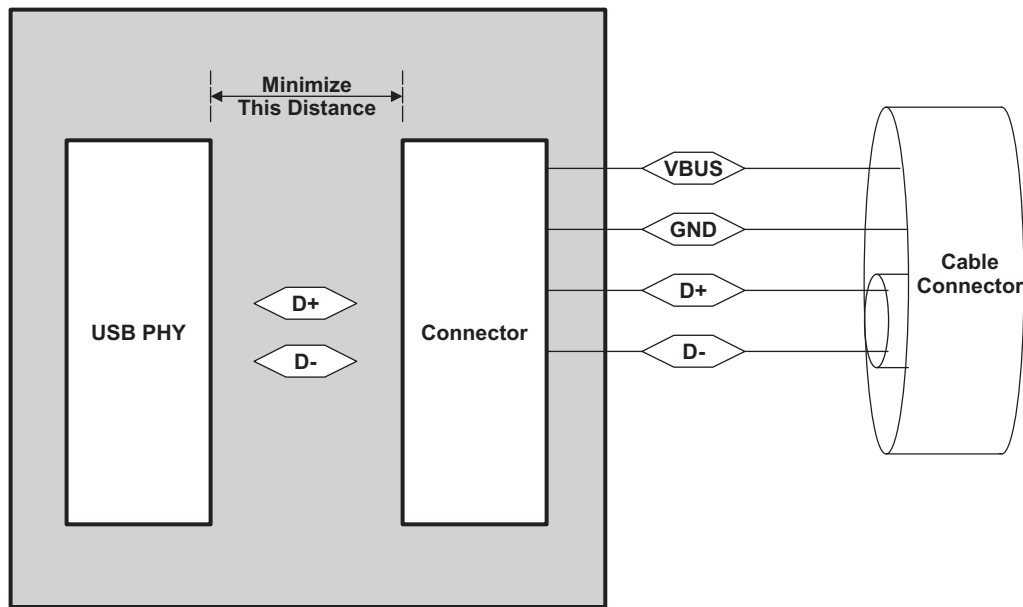 Minimize
This Distance
USB PHY
D+
D-
Connector
VBUS
GND
D+
D-
Cable
Connector